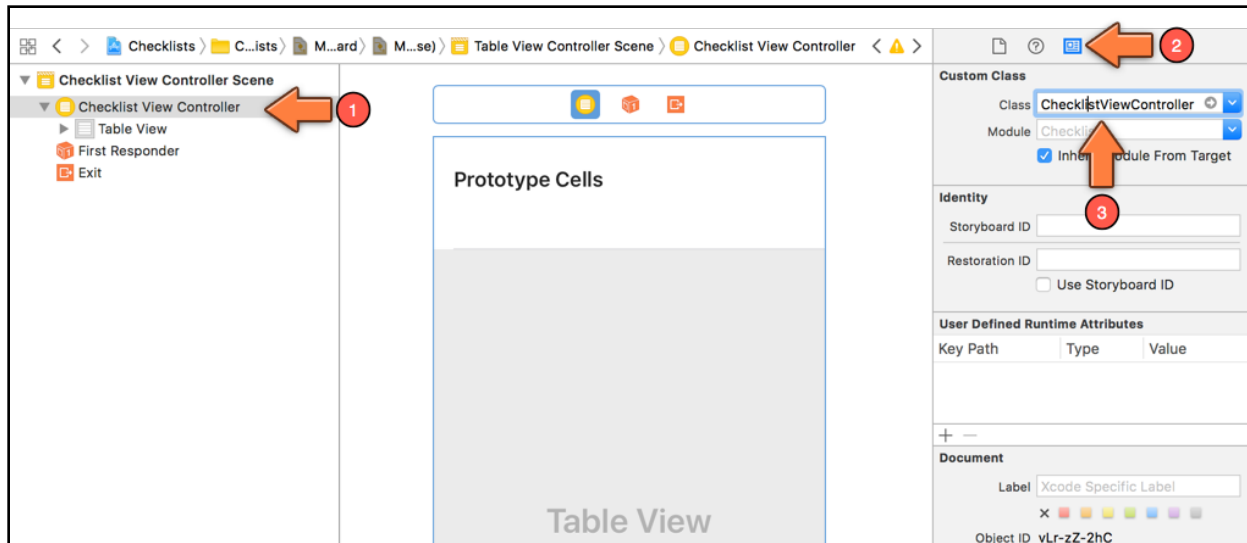 Checklists 〉 C...ists 〉 M...ard 〉 M...se) 〉 Table View Controller Scene 〉 Checklist View Controller
2
Checklist View Controller Scene
Checklist View Controller
1
Table View
First Responder
Exit
Prototype Cells
Table View
Custom Class
Class ChecklistViewController
Module
Module From Target
3
Identity
Storyboard ID
Restoration ID
Use Storyboard ID
User Defined Runtime Attributes
Key Path Type Value
+ −
Document
Label Xcode Specific Label
Object ID vLr-zZ-2hC